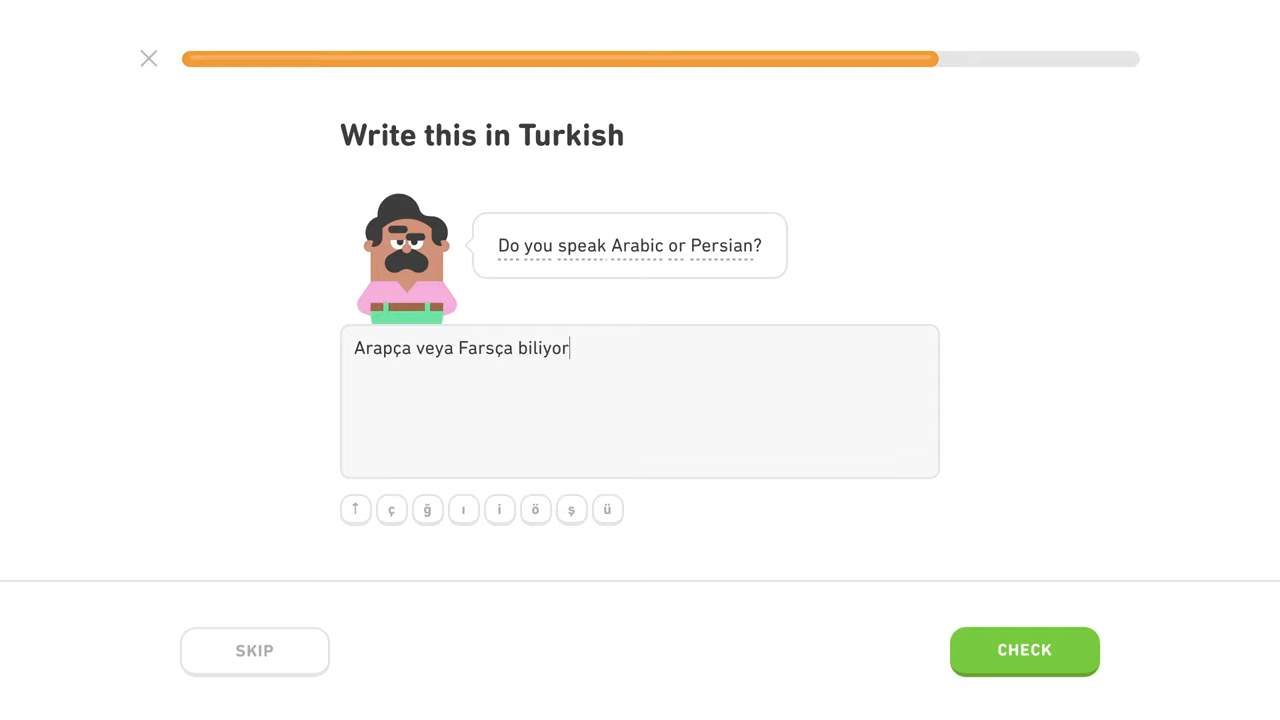 Write this in Turkish
Do you speak Arabic or Persian?
Arapça veya Farsça biliyor
↑ ç ğ ı i ö ş ü
SKIP
CHECK